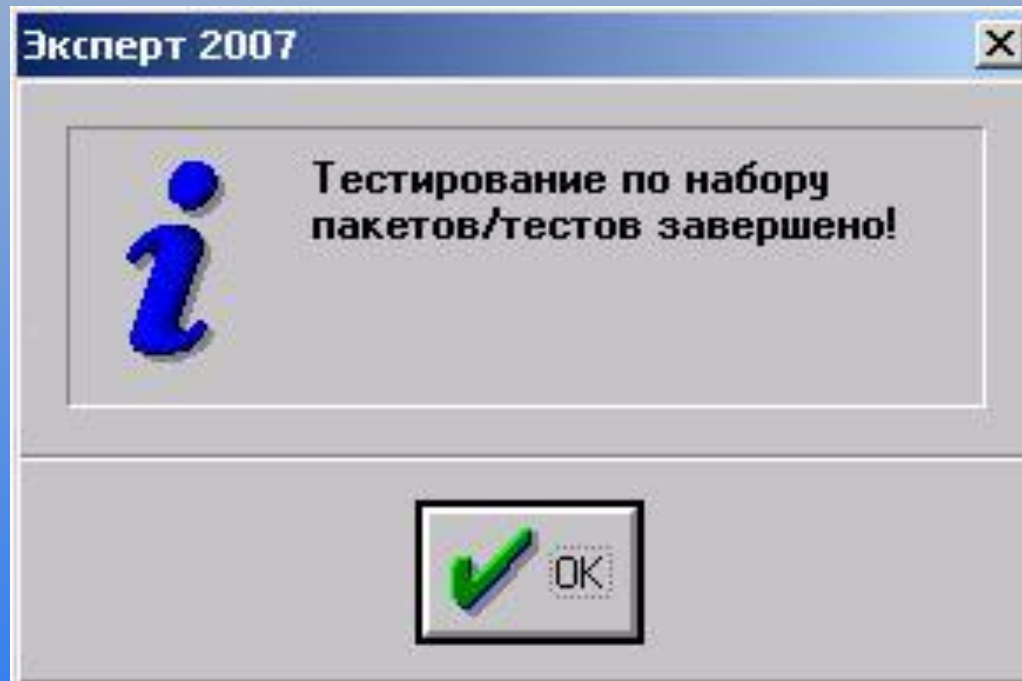 Эксперт 2007
Тестирование по набору
пакетов/тестов завершено!
OK